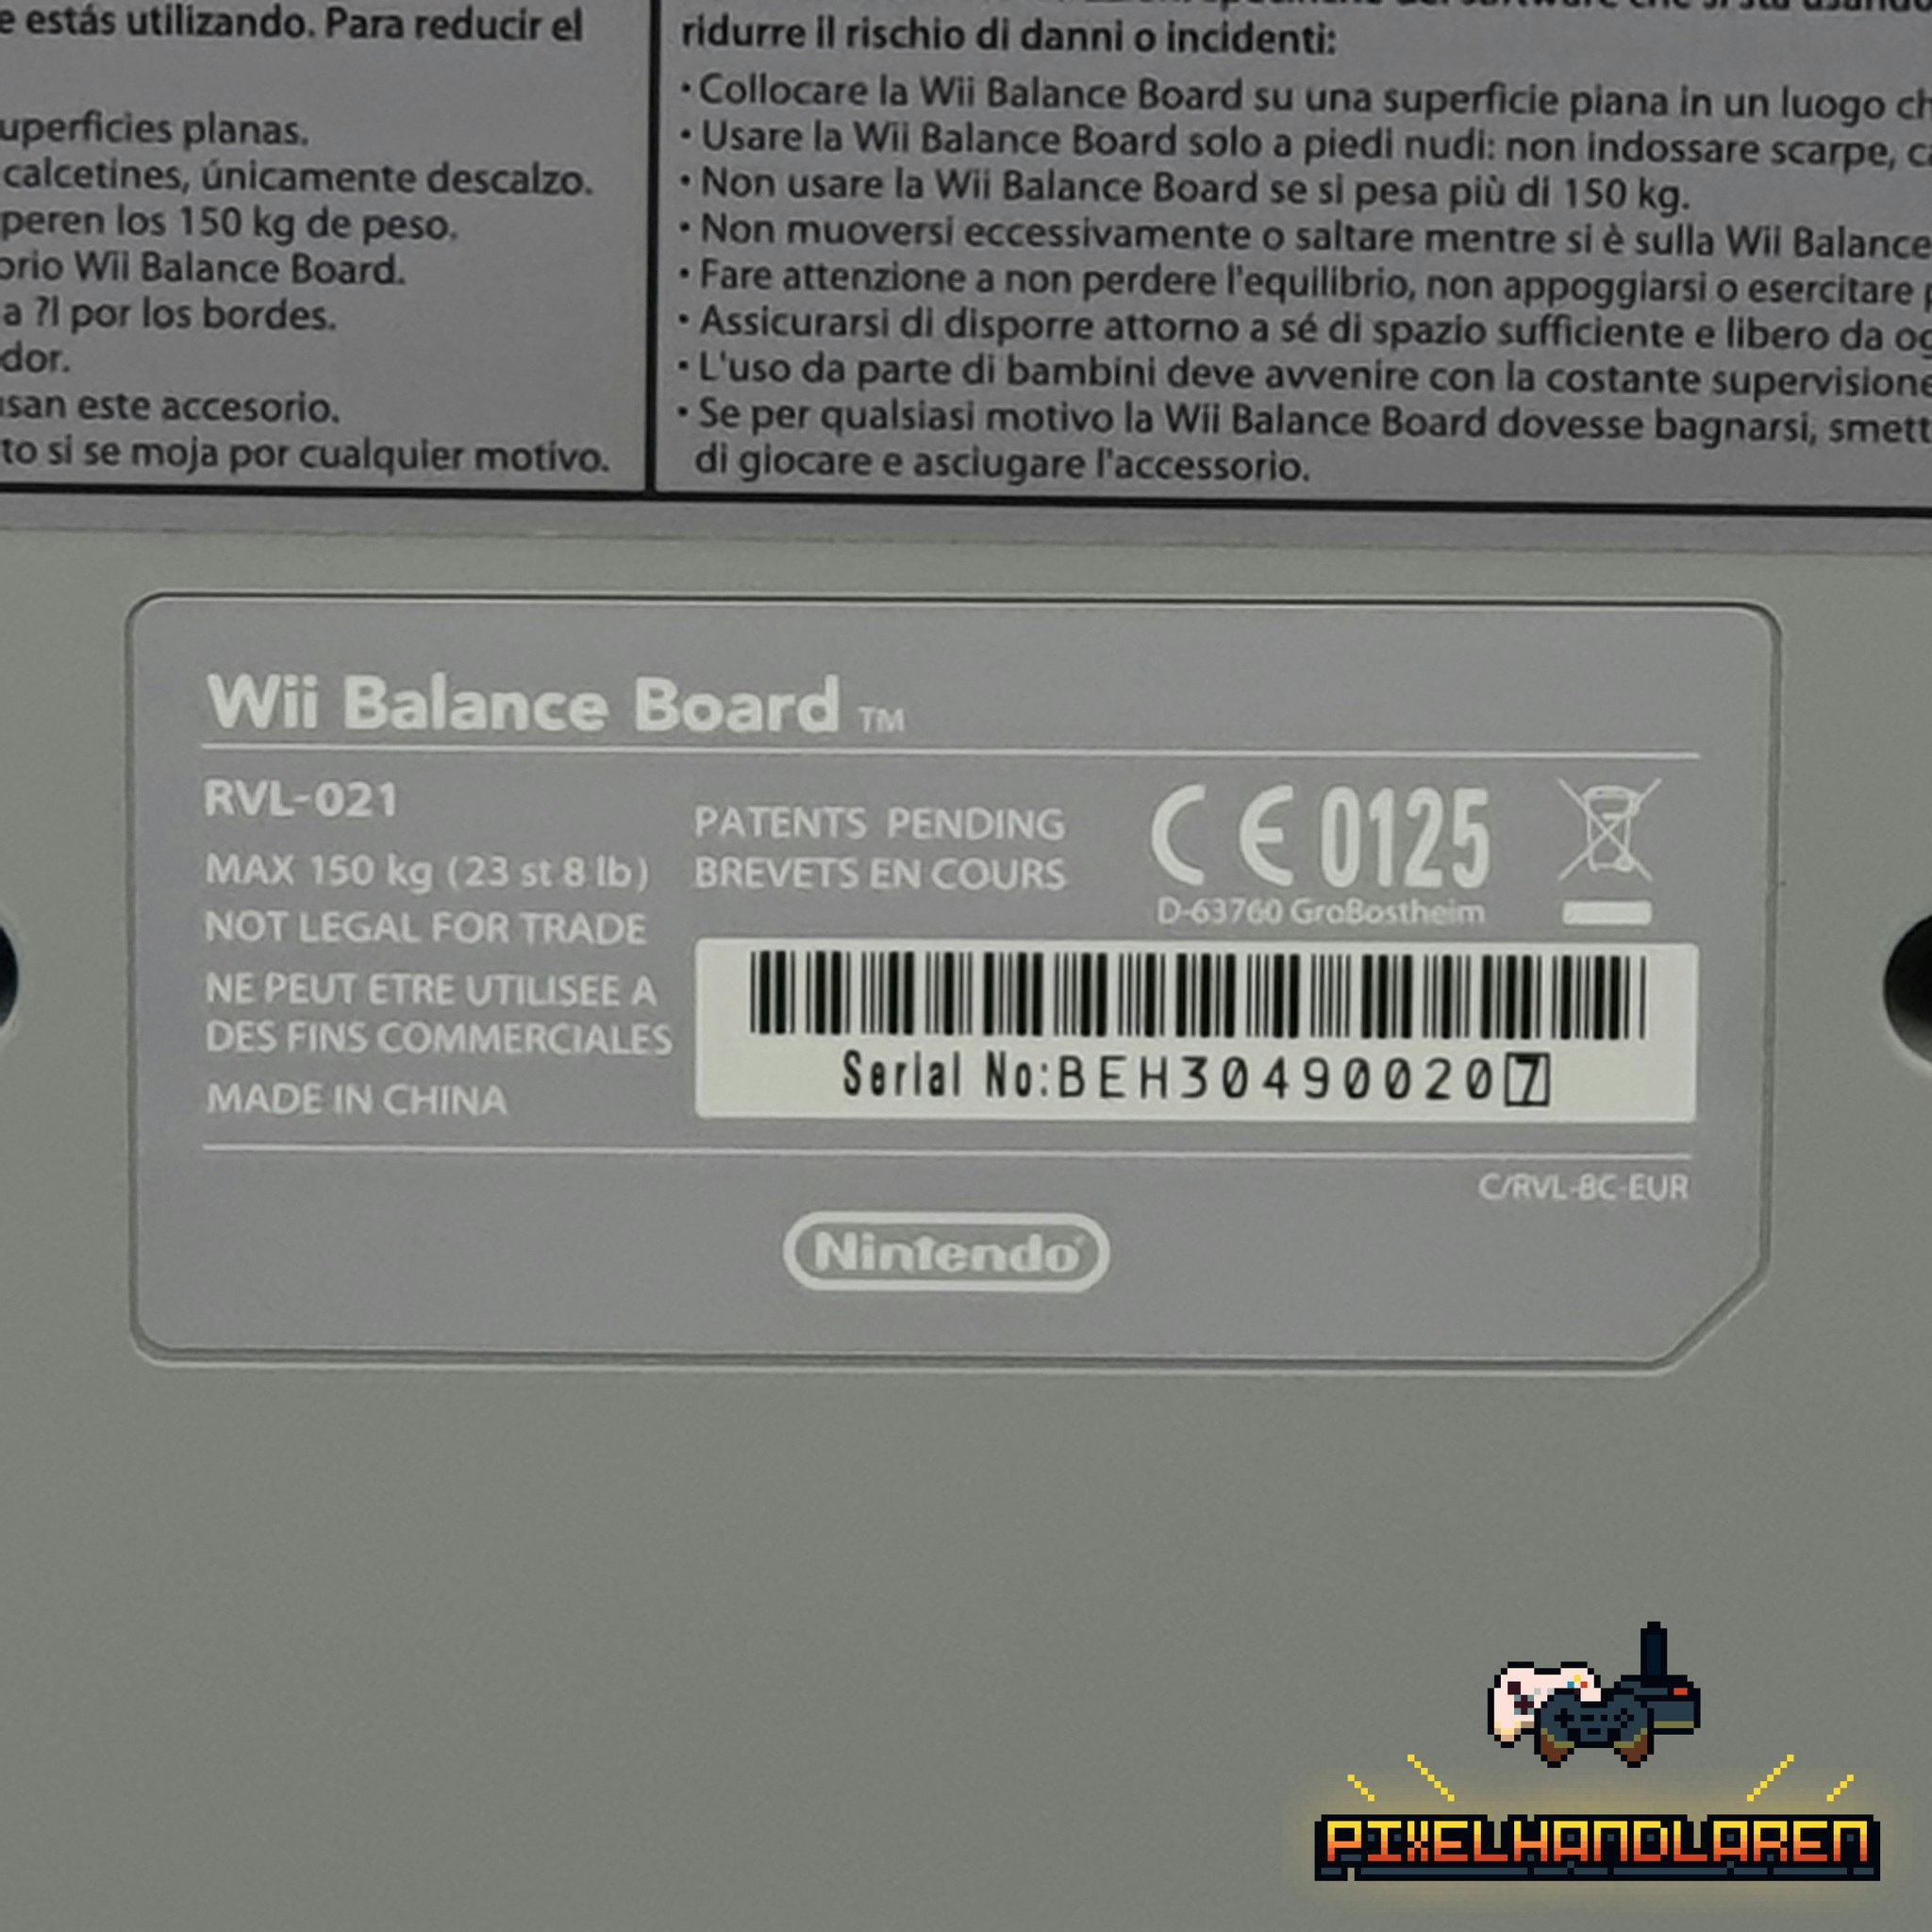 e estás utilizando. Para reducir el
uperficies planas.
calcetines, únicamente descalzo.
peren los 150 kg de peso.
orio Wii Balance Board.
a ?l por los bordes.
dor.
usan este accesorio.
to si se moja por cualquier motivo.
ridurre il rischio di danni o incidenti:
· Collocare la Wii Balance Board su una superficie piana in un luogo ch
· Usare la Wii Balance Board solo a piedi nudi: non indossare scarpe, ca
· Non usare la Wii Balance Board se si pesa più di 150 kg.
· Non muoversi eccessivamente o saltare mentre si è sulla Wii Balance
· Fare attenzione a non perdere l'equilibrio, non appoggiarsi o esercitare
· Assicurarsi di disporre attorno a sé di spazio sufficiente e libero da og
· L'uso da parte di bambini deve avvenire con la costante supervisione
· Se per qualsiasi motivo la Wii Balance Board dovesse bagnarsi, smett
di giocare e asciugare l'accessorio.
Wii Balance Board TM
RVL-021
MAX 150 kg (23 st 8 lb)
NOT LEGAL FOR TRADE
NE PEUT ETRE UTILISEE A
DES FINS COMMERCIALES
MADE IN CHINA
PATENTS PENDING
BREVETS EN COURS
CE 0125
D-63760 GroBostheim
Serial No:BEH304900207
C/RVL-BC-EUR
Nintendo
PIXELHANDLAREN